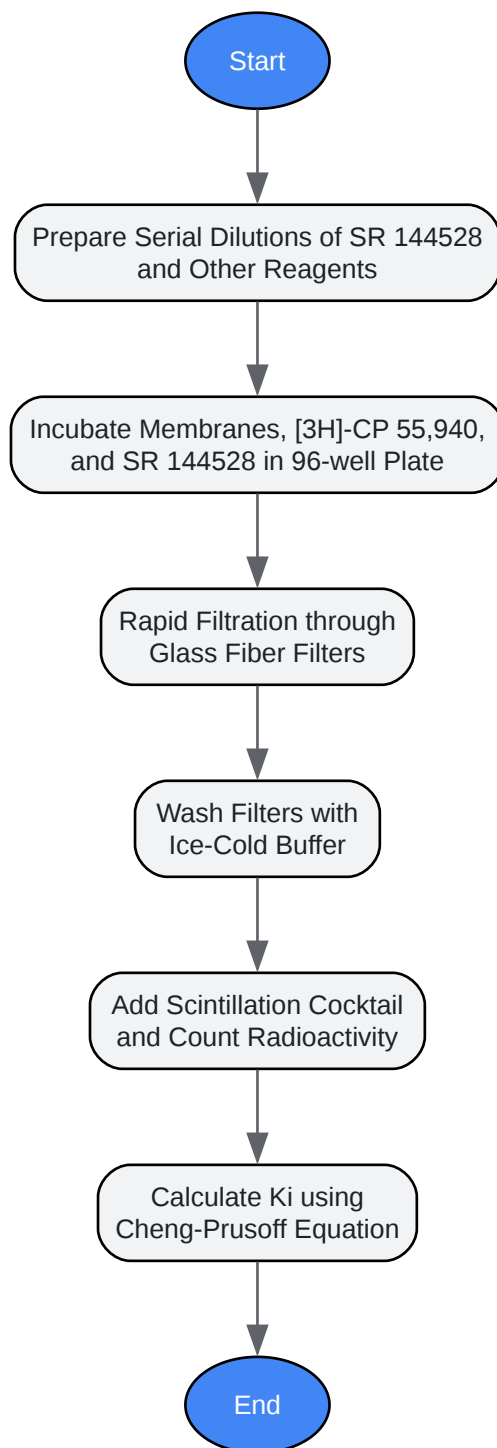 Start
Prepare Serial Dilutions of SR 144528
and Other Reagents
Incubate Membranes, [3H]-CP 55,940,
and SR 144528 in 96-well Plate
Rapid Filtration through
Glass Fiber Filters
Wash Filters with
Ice-Cold Buffer
Add Scintillation Cocktail
and Count Radioactivity
Calculate Ki using
Cheng-Prusoff Equation
End